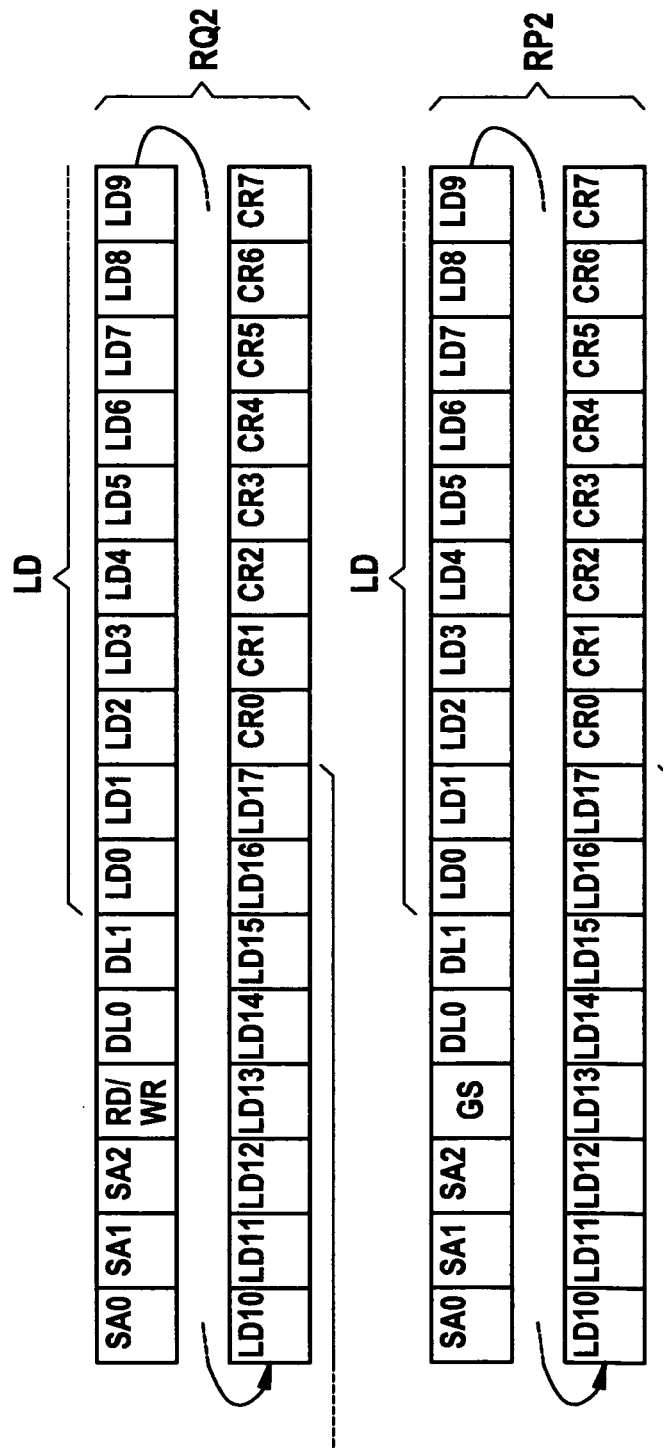 LD
SA0 SA1 SA2 RD/WR DL0 DL1 LD0 LD1 LD2 LD3 LD4 LD5 LD6 LD7 LD8 LD9
RQ2
LD10 LD11 LD12 LD13 LD14 LD15 LD16 LD17 CR0 CR1 CR2 CR3 CR4 CR5 CR6 CR7
LD
SA0 SA1 SA2 GS DL0 DL1 LD0 LD1 LD2 LD3 LD4 LD5 LD6 LD7 LD8 LD9
RP2
LD10 LD11 LD12 LD13 LD14 LD15 LD16 LD17 CR0 CR1 CR2 CR3 CR4 CR5 CR6 CR7